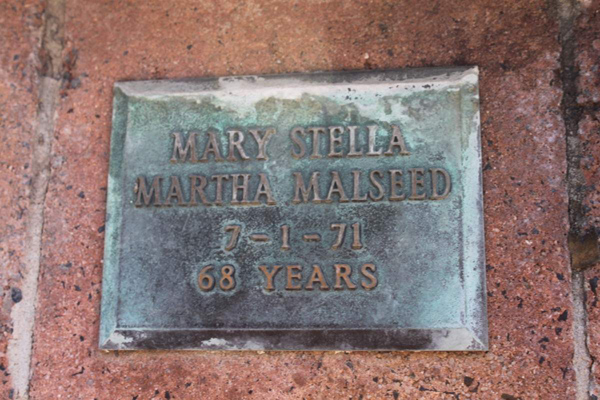 MARY STELLA
MARTHA MALSEED
7-1-71
68 YEARS